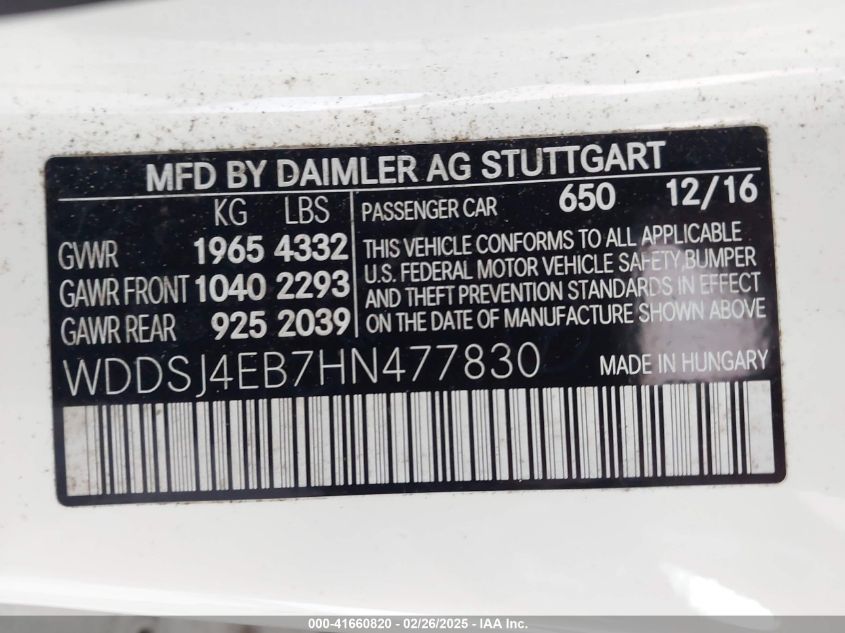 MFD BY DAIMLER AG STUTTGART
KG LBS
GVWR 1965 4332
GAWR FRONT 1040 2293
GAWR REAR 925 2039
PASSENGER CAR 650 12/16
THIS VEHICLE CONFORMS TO ALL APPLICABLE
U.S. FEDERAL MOTOR VEHICLE SAFETY, BUMPER
AND THEFT PREVENTION STANDARDS IN EFFECT
ON THE DATE OF MANUFACTURE SHOWN ABOVE
WDDSJ4EB7HN477830 MADE IN HUNGARY
000-41660820 - 02/26/2025 - IAA Inc.